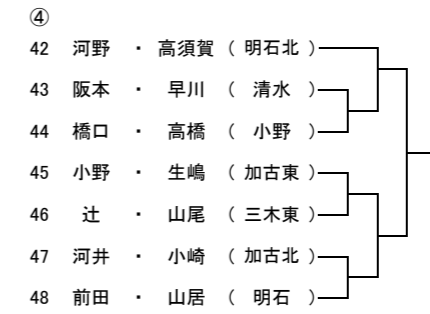 ④
42 河野 ・ 高須賀 ( 明石北 )
43 阪本 ・ 早川 ( 清水 )
44 橋口 ・ 高橋 ( 小野 )
45 小野 ・ 生嶋 ( 加古東 )
46 辻 ・ 山尾 ( 三木東 )
47 河井 ・ 小崎 ( 加古北 )
48 前田 ・ 山居 ( 明石 )